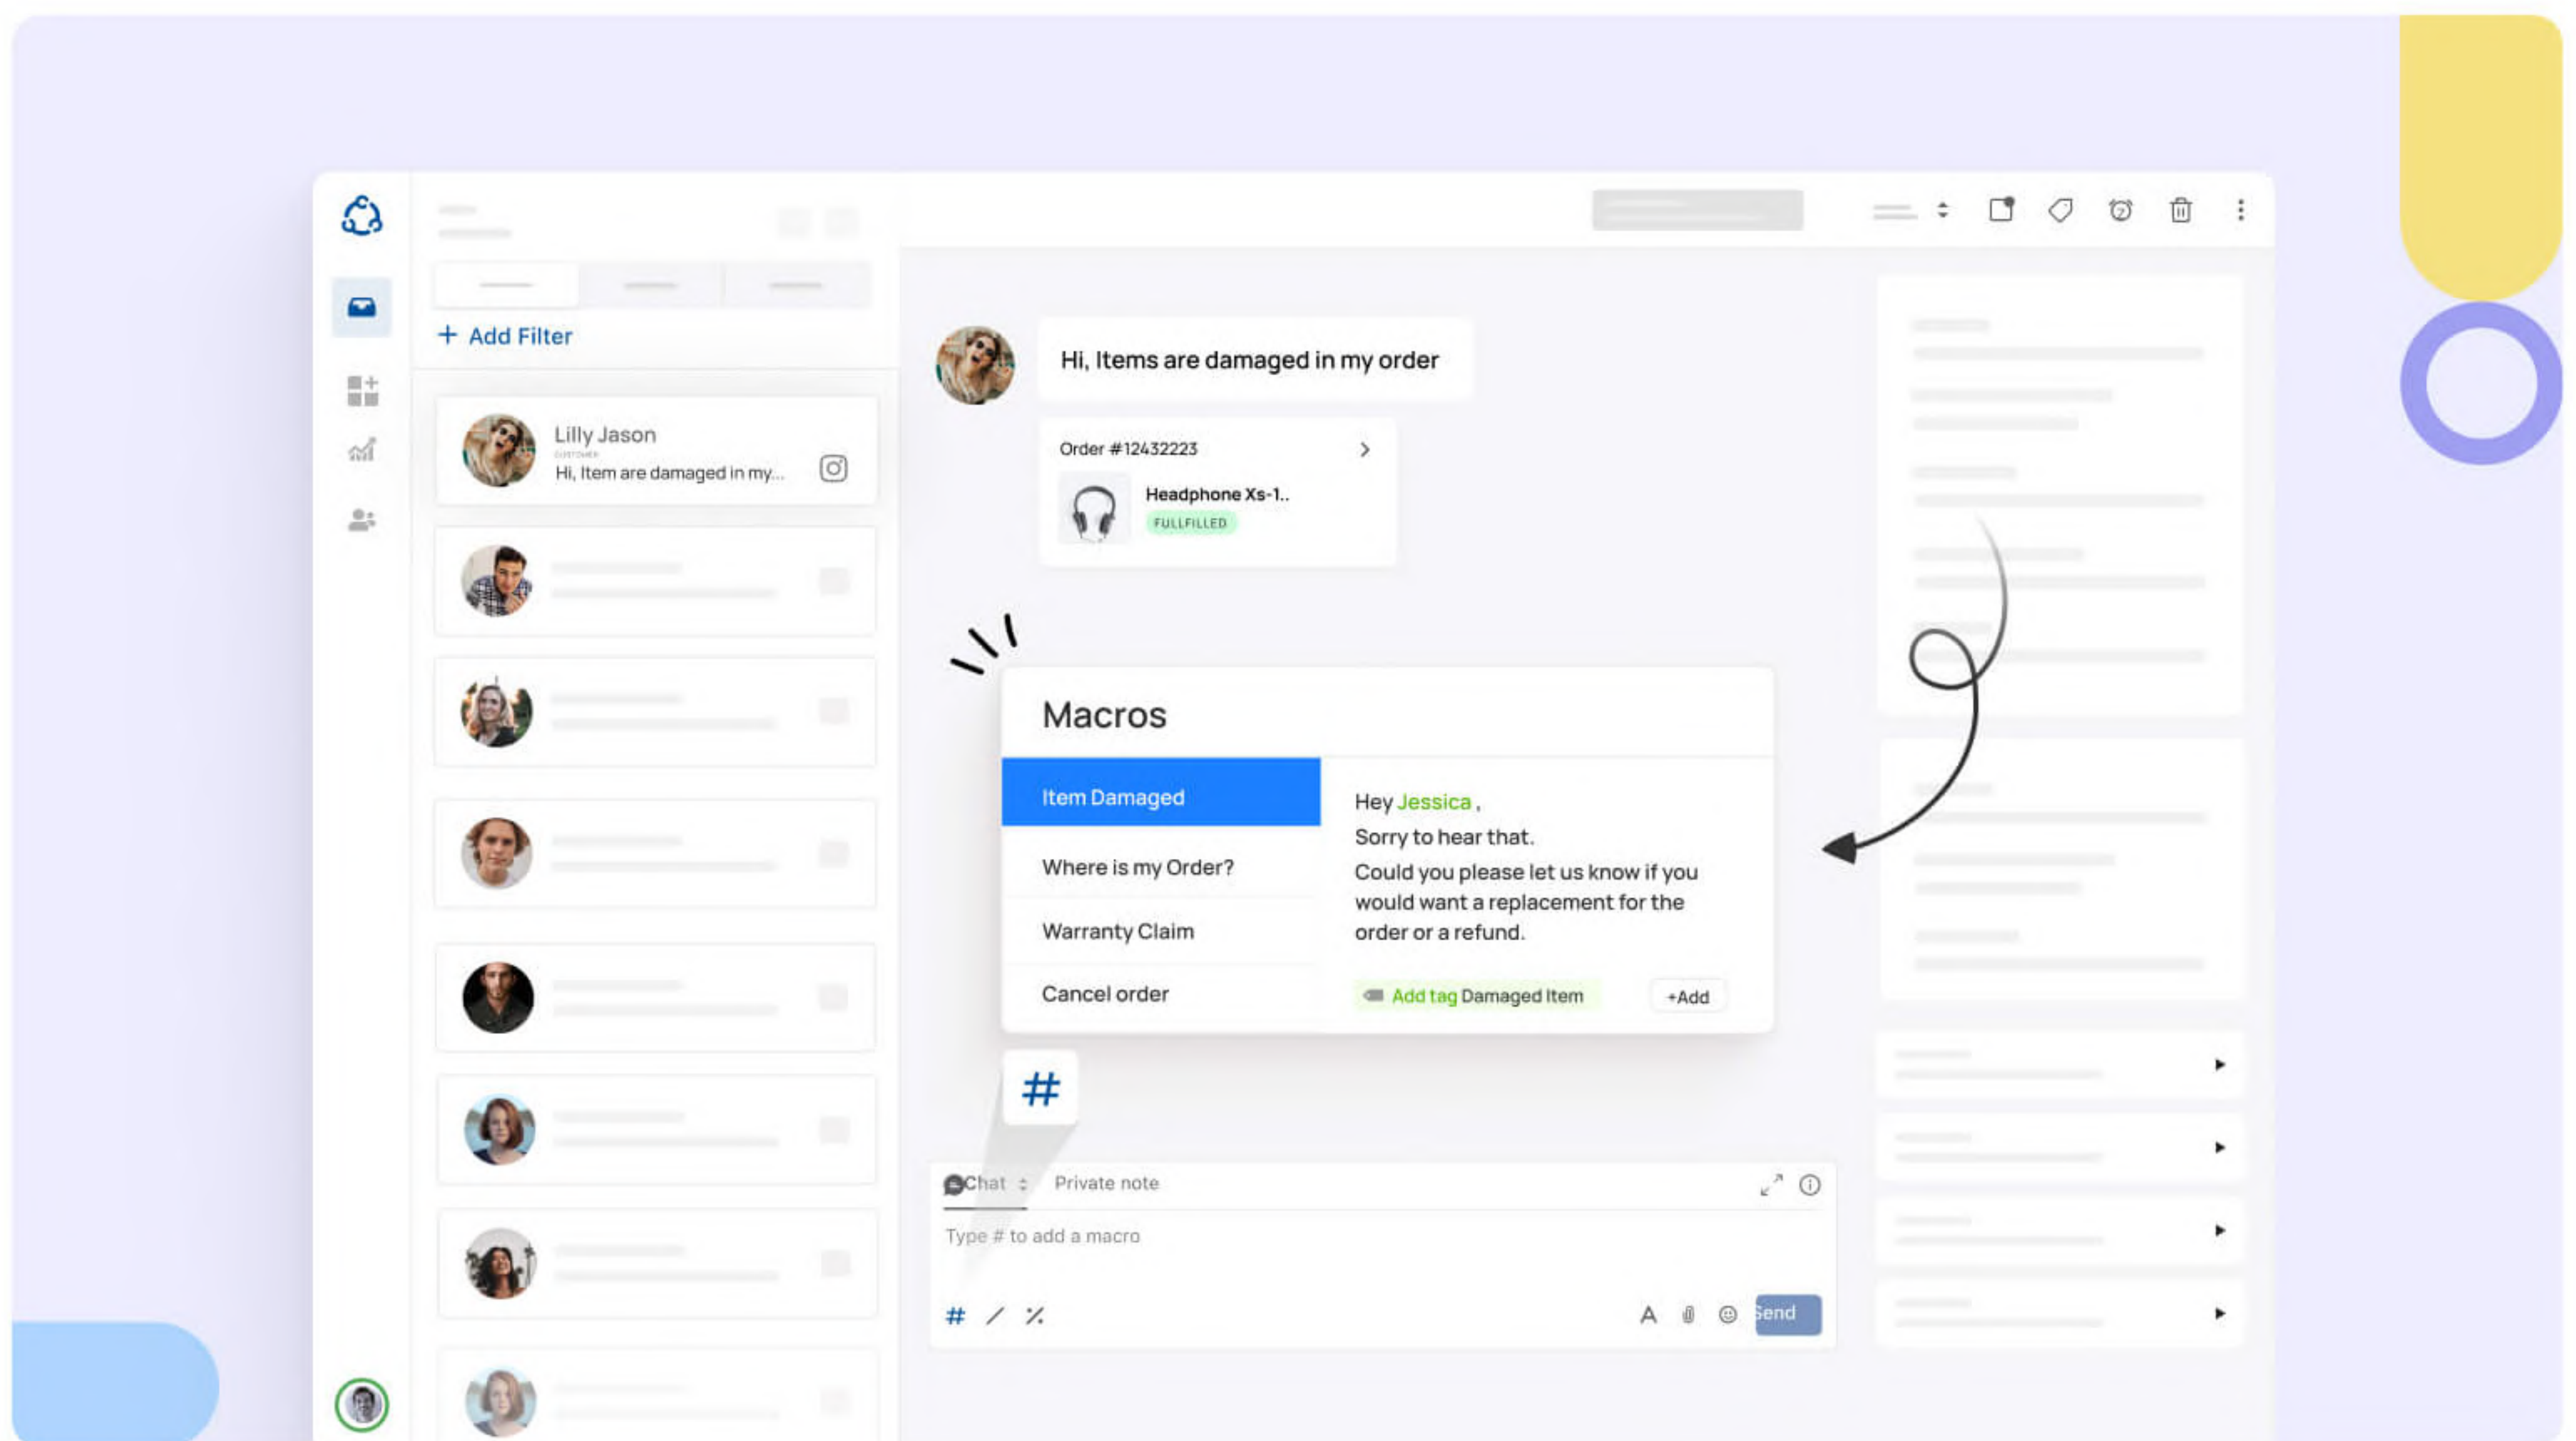 + Add Filter
Lilly Jason
CUSTOMER
Hi, Item are damaged in my...
Hi, Items are damaged in my order
Order #12432223
Headphone Xs-1..
FULLFILLED
Macros
Item Damaged
Where is my Order?
Warranty Claim
Cancel order
Hey Jessica ,
Sorry to hear that.
Could you please let us know if you
would want a replacement for the
order or a refund.
Add tag Damaged Item
+Add
#
Chat
Private note
Type # to add a macro
#
A
Send